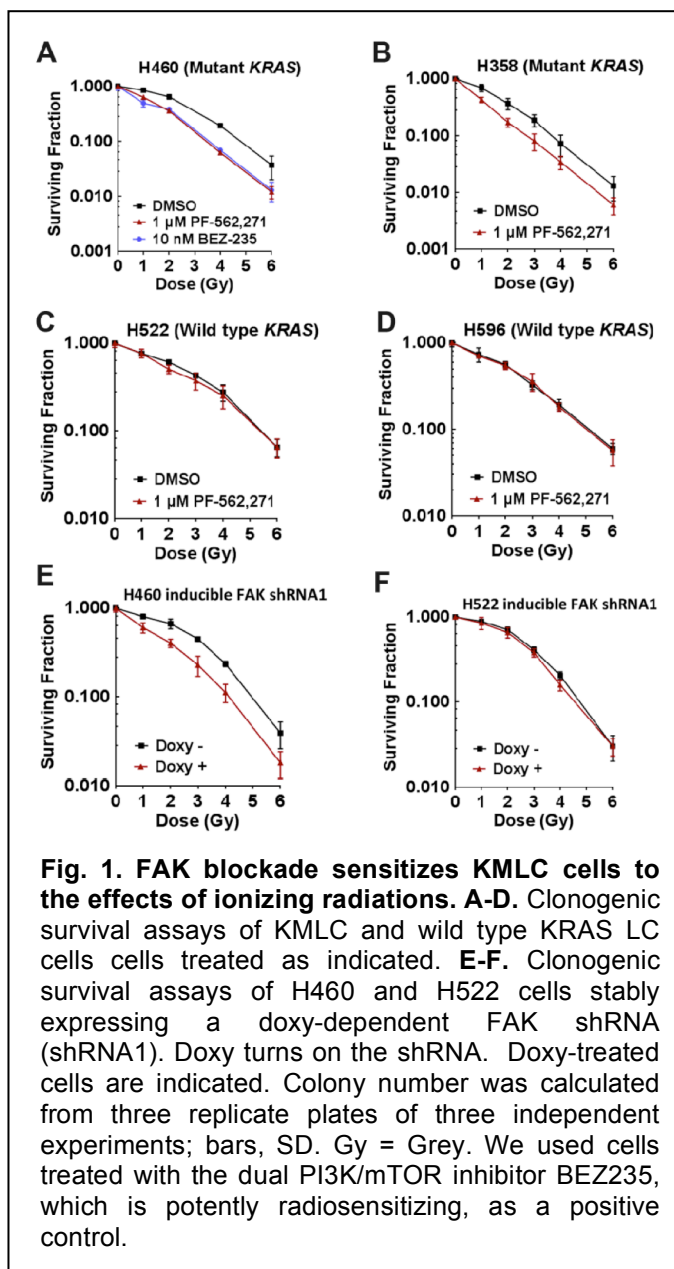 A
H460 (Mutant KRAS)
Surviving Fraction
1.000
0.100
0.010
0.001
DMSO
1 µM PF-562,271
10 nM BEZ-235
0 1 2 3 4 5 6
Dose (Gy)
B
H358 (Mutant KRAS)
Surviving Fraction
1.000
0.100
0.010
0.001
DMSO
1 µM PF-562,271
0 1 2 3 4 5 6
Dose (Gy)
C
H522 (Wild type KRAS)
Surviving Fraction
1.000
0.100
0.010
DMSO
1 µM PF-562,271
0 1 2 3 4 5 6
Dose (Gy)
D
H596 (Wild type KRAS)
Surviving Fraction
1.000
0.100
0.010
DMSO
1 µM PF-562,271
0 1 2 3 4 5 6
Dose (Gy)
E
H460 inducible FAK shRNA1
Surviving Fraction
1.000
0.100
0.010
Doxy -
Doxy +
0 1 2 3 4 5 6
Dose (Gy)
F
H522 inducible FAK shRNA1
Surviving Fraction
1.000
0.100
0.010
Doxy -
Doxy +
0 1 2 3 4 5 6
Dose (Gy)
Fig. 1. FAK blockade sensitizes KMLC cells to
the effects of ionizing radiations. A-D. Clonogenic
survival assays of KMLC and wild type KRAS LC
cells cells treated as indicated. E-F. Clonogenic
survival assays of H460 and H522 cells stably
expressing a doxy-dependent FAK shRNA
(shRNA1). Doxy turns on the shRNA. Doxy-treated
cells are indicated. Colony number was calculated
from three replicate plates of three independent
experiments; bars, SD. Gy = Grey. We used cells
treated with the dual PI3K/mTOR inhibitor BEZ235,
which is potently radiosensitizing, as a positive
control.